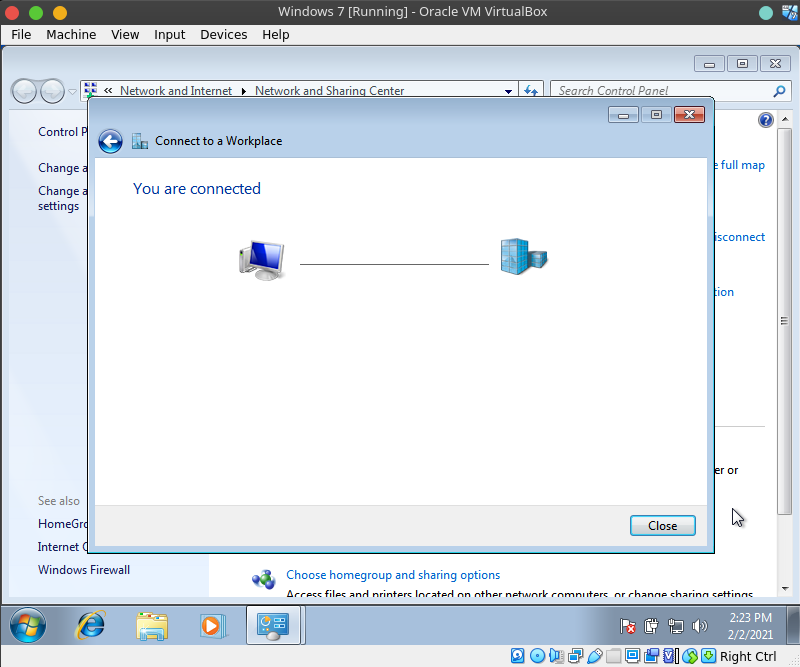 Windows 7 [Running] - Oracle VM VirtualBox
File Machine View Input Devices Help
« Network and Internet Network and Sharing Center
Search Control Panel
Control P
Change a
Change a
settings
Connect to a Workplace
You are connected
e full map
isconnect
tion
er or
Close
See also
HomeGro
Internet O
Windows Firewall
Choose homegroup and sharing options
Access files and printers located on other network computers, or change sharing settings.
2:23 PM
2/2/2021
Right Ctrl